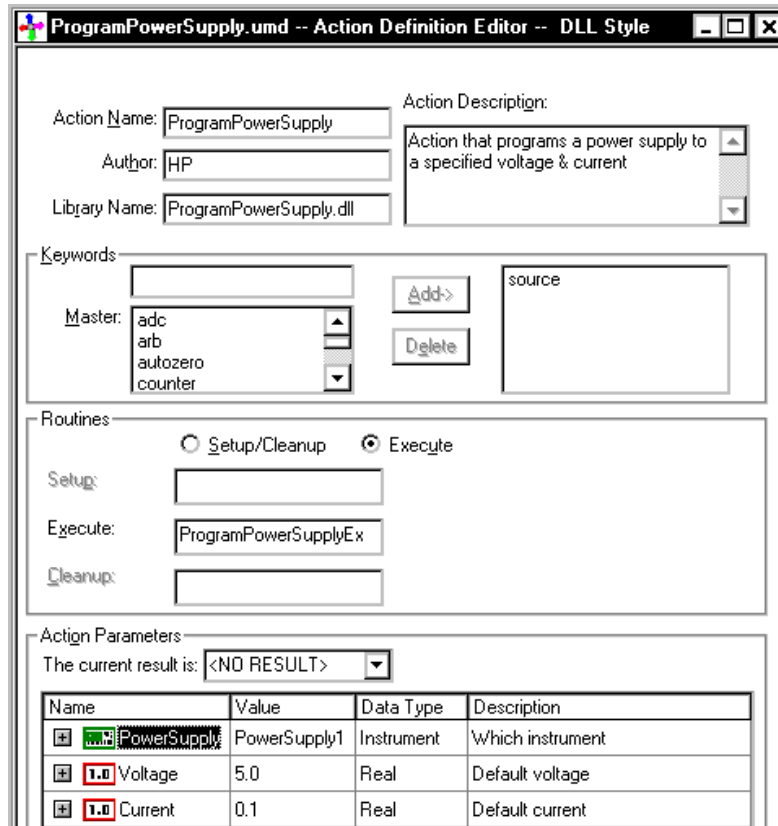 ProgramPowerSupply.umd -- Action Definition Editor -- DLL Style
Action Name: ProgramPowerSupply
Author: HP
Library Name: ProgramPowerSupply.dll
Action Description:
Action that programs a power supply to
a specified voltage & current
Keywords
Master:
adc
arb
autozero
counter
Add->
Delete
source
Routines
Setup/Cleanup Execute
Setup:
Execute: ProgramPowerSupplyEx
Cleanup:
Action Parameters
The current result is: <NO RESULT>
Name Value Data Type Description
PowerSupply PowerSupply1 Instrument Which instrument
1.0 Voltage 5.0 Real Default voltage
1.0 Current 0.1 Real Default current